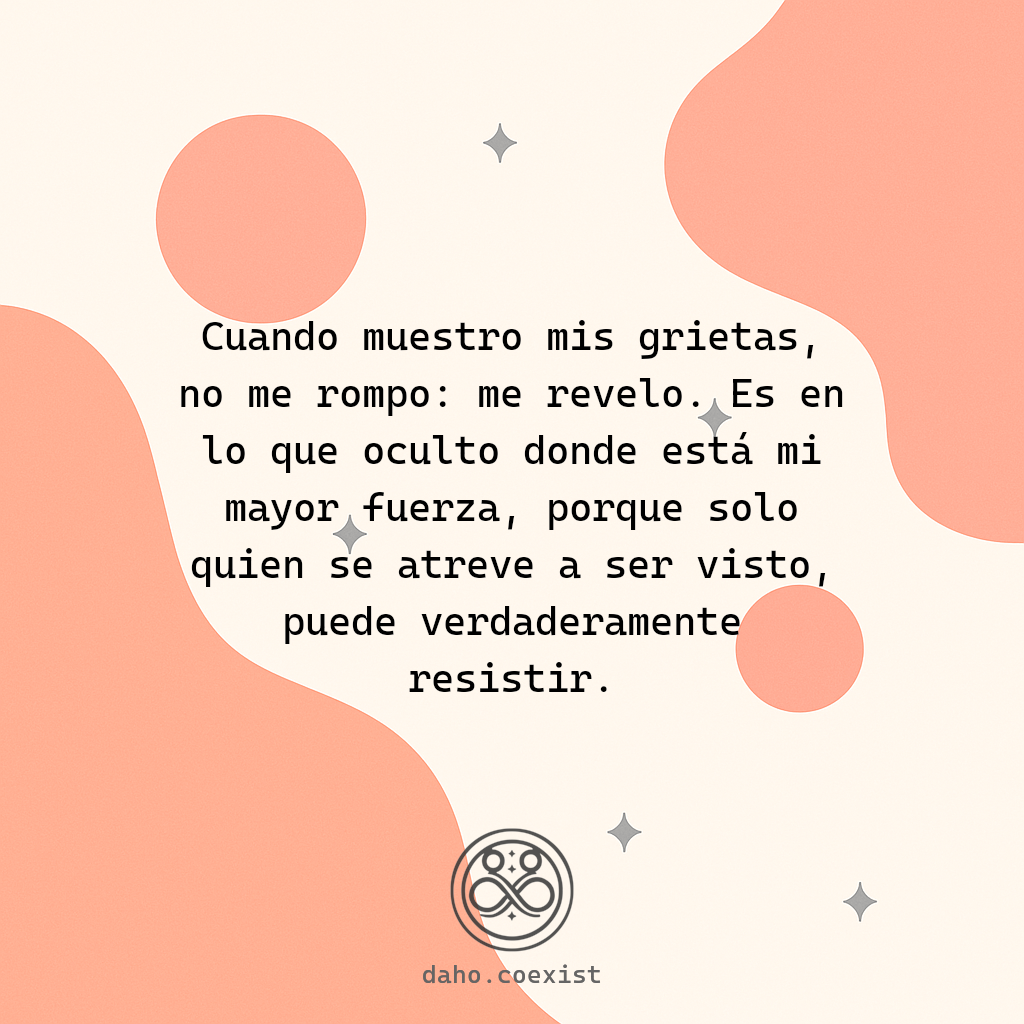 Cuando muestro mis grietas,
no me rompo: me revelo. Es en
lo que oculto donde está mi
mayor fuerza, porque solo
quien se atreve a ser visto,
puede verdaderamente
resistir.
daho.coexist